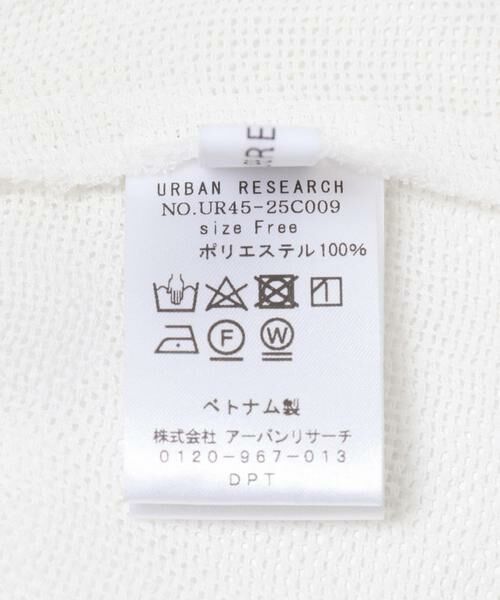 RE
URBAN RESEARCH
NO.UR45-25C009
size Free
ポリエステル100%
F W
ベトナム製
株式会社 アーバンリサーチ
0120-967-013
DPT